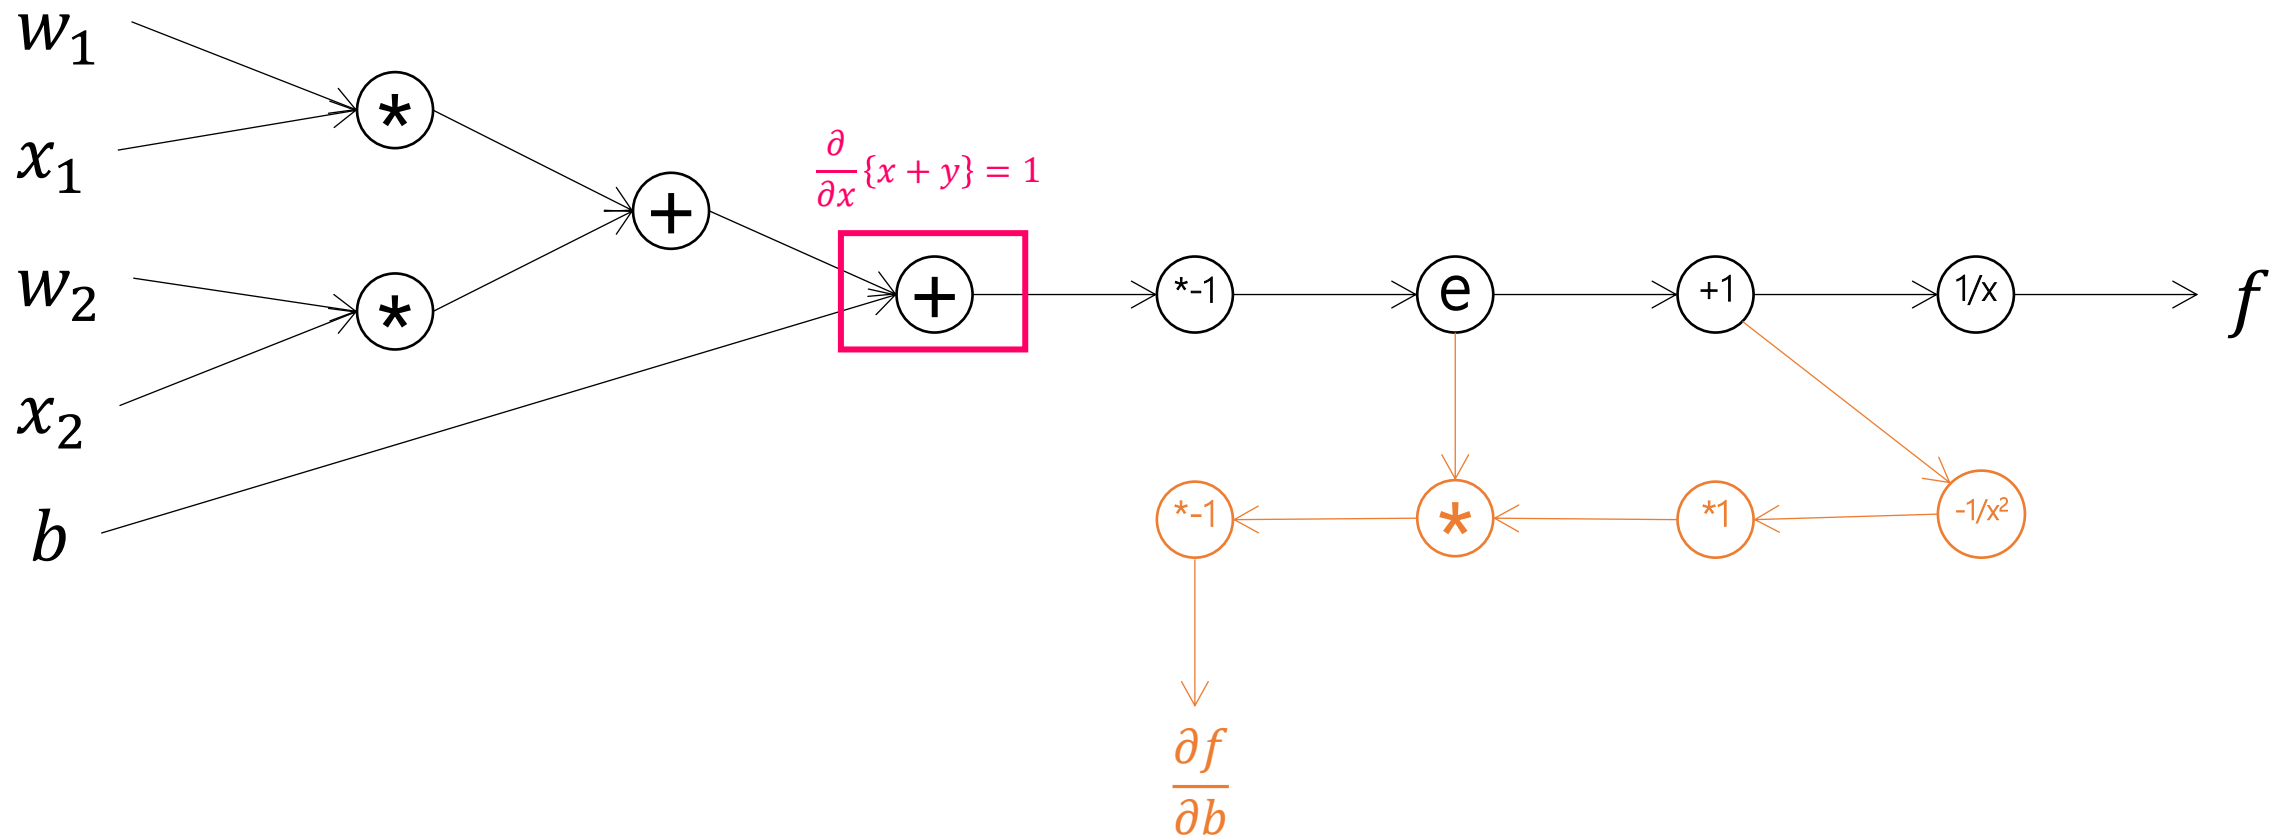 w₁
x₁
w₂
x₂
b
*
*
+
∂/∂x {x + y} = 1
+
*-1
e
+1
1/x
f
*-1
*
*1
-1/x²
∂f/∂b